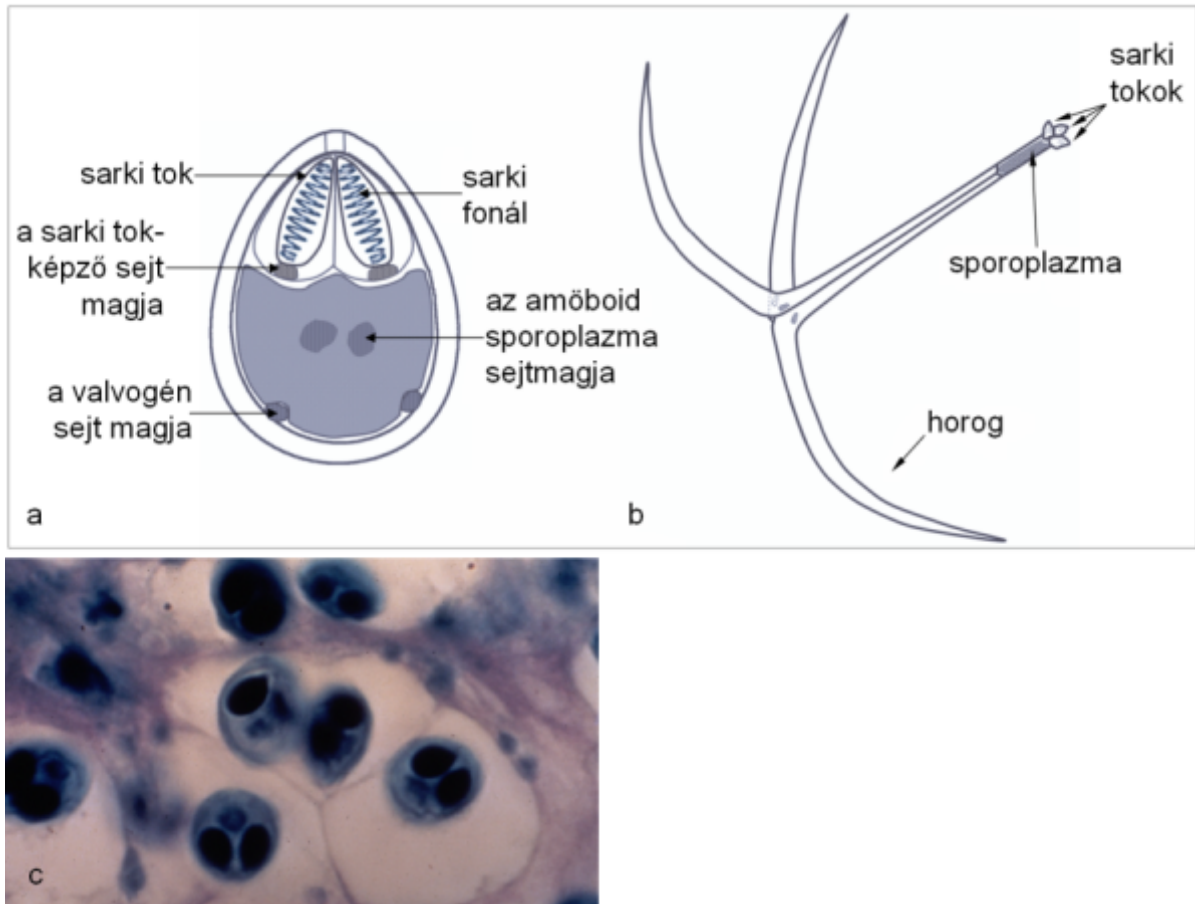 sarki tok
a sarki tok-
képző sejt
magja
a valvogén
sejt magja
sarki
fonál
az amöboid
sporoplazma
sejtmagja
a
sarki
tokok
sporoplazma
horog
b
c